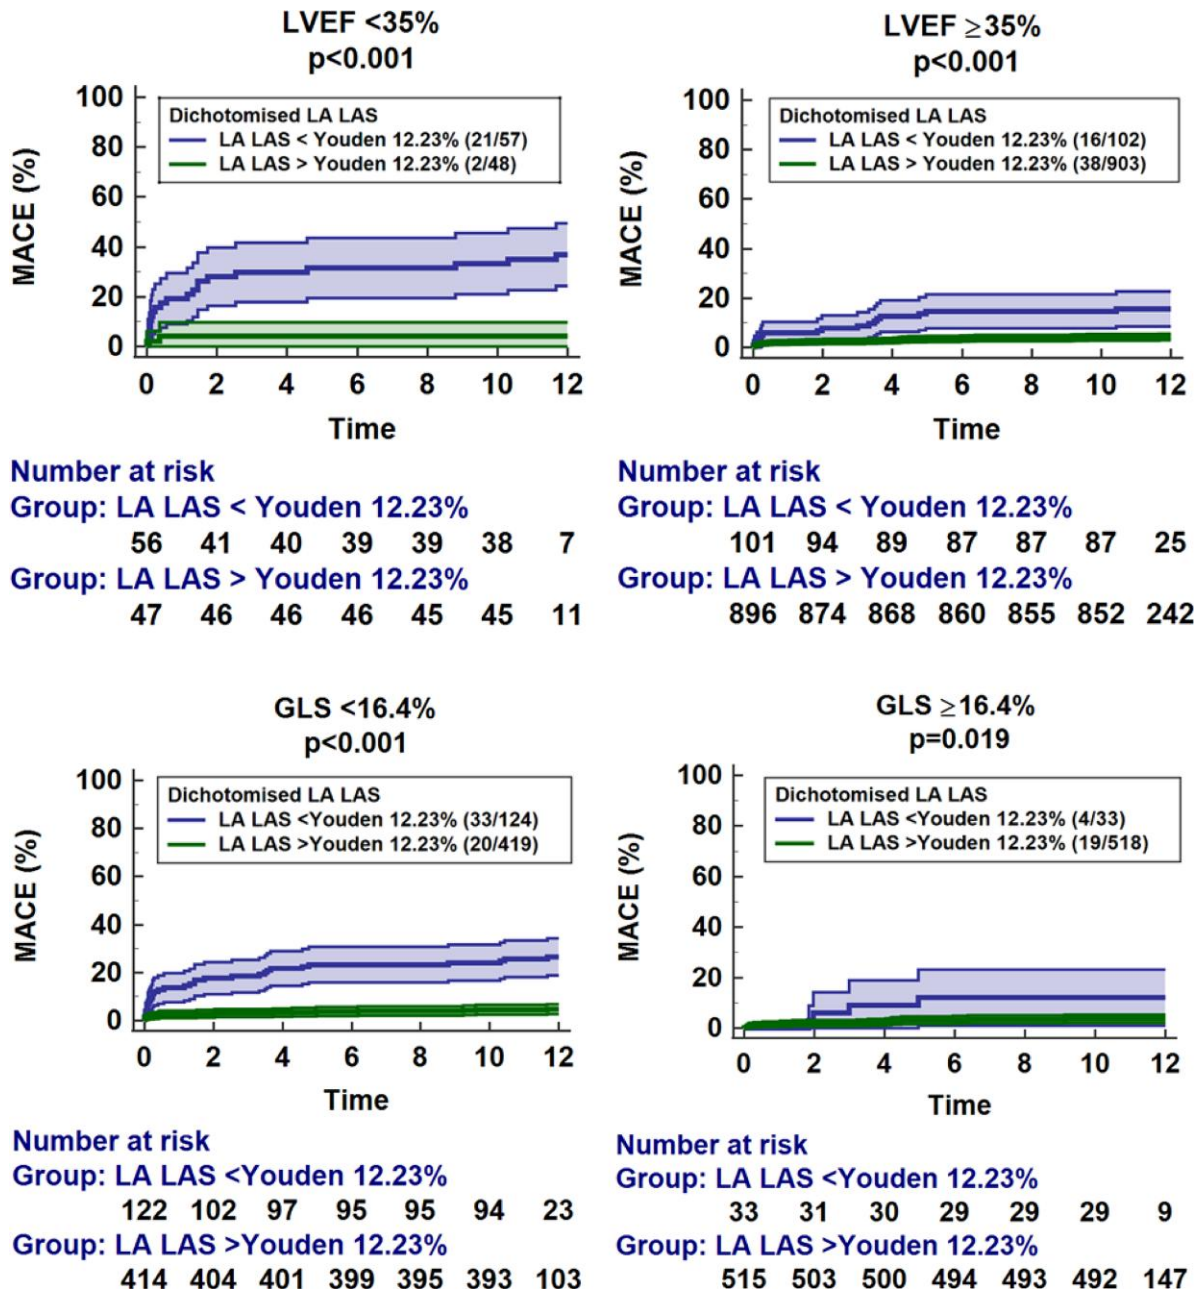 LVEF <35%
p<0.001
MACE (%)
100
80
60
40
20
0
Dichotomised LA LAS
LA LAS < Youden 12.23% (21/57)
LA LAS > Youden 12.23% (2/48)
0 2 4 6 8 10 12
Time
Number at risk
Group: LA LAS < Youden 12.23%
56 41 40 39 39 38 7
Group: LA LAS > Youden 12.23%
47 46 46 46 45 45 11
LVEF ≥35%
p<0.001
MACE (%)
100
80
60
40
20
0
Dichotomised LA LAS
LA LAS < Youden 12.23% (16/102)
LA LAS > Youden 12.23% (38/903)
0 2 4 6 8 10 12
Time
Number at risk
Group: LA LAS < Youden 12.23%
101 94 89 87 87 87 25
Group: LA LAS > Youden 12.23%
896 874 868 860 855 852 242
GLS <16.4%
p<0.001
MACE (%)
100
80
60
40
20
0
Dichotomised LA LAS
LA LAS <Youden 12.23% (33/124)
LA LAS >Youden 12.23% (20/419)
0 2 4 6 8 10 12
Time
Number at risk
Group: LA LAS <Youden 12.23%
122 102 97 95 95 94 23
Group: LA LAS >Youden 12.23%
414 404 401 399 395 393 103
GLS ≥16.4%
p=0.019
MACE (%)
100
80
60
40
20
0
Dichotomised LA LAS
LA LAS <Youden 12.23% (4/33)
LA LAS >Youden 12.23% (19/518)
0 2 4 6 8 10 12
Time
Number at risk
Group: LA LAS <Youden 12.23%
33 31 30 29 29 29 9
Group: LA LAS >Youden 12.23%
515 503 500 494 493 492 147